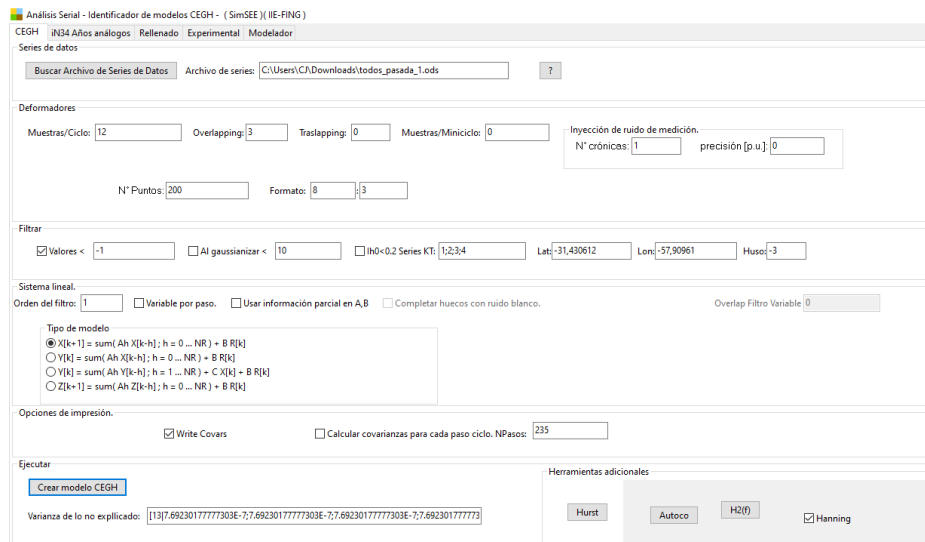 Análisis Serial - Identificador de modelos CEGH - ( SimSEE )( IIE-FING )
CEGH iN34 Años análogos Rellenado Experimental Modelador
Series de datos
Buscar Archivo de Series de Datos Archivo de series: C:\Users\CJ\Downloads\todos_pasada_1.ods ?
Deformadores
Muestras/Ciclo: 12 Overlapping: 3 Traslapping: 0 Muestras/Miniciclo: 0
Inyección de ruido de medición.
N° crónicas: 1 precisión [p.u.]: 0
N° Puntos: 200 Formato: 8 : 3
Filtrar
Valores < -1 Al gaussianizar < 10 Ih0<0.2 Series KT: 1;2;3;4 Lat: -31,430612 Lon: -57,90961 Huso: -3
Sistema lineal.
Orden del filtro: 1 Variable por paso. Usar información parcial en A,B Completar huecos con ruido blanco. Overlap Filtro Variable 0
Tipo de modelo
X[k+1] = sum( Ah X[k-h] ; h = 0 ... NR ) + B R[k]
Y[k] = sum( Ah X[k-h] ; h = 0 ... NR ) + B R[k]
Y[k] = sum( Ah Y[k-h] ; h = 1 ... NR ) + C X[k] + B R[k]
Z[k+1] = sum( Ah Z[k-h] ; h = 0 ... NR ) + B R[k]
Opciones de impresión.
Write Covars Calcular covarianzas para cada paso ciclo. NPasos: 235
Ejecutar
Crear modelo CEGH
Varianza de lo no expllicado: [13|7.69230177777303E-7;7.69230177777303E-7;7.69230177777303E-7;7.692301777773
Herramientas adicionales
Hurst Autoco H2(f) Hanning